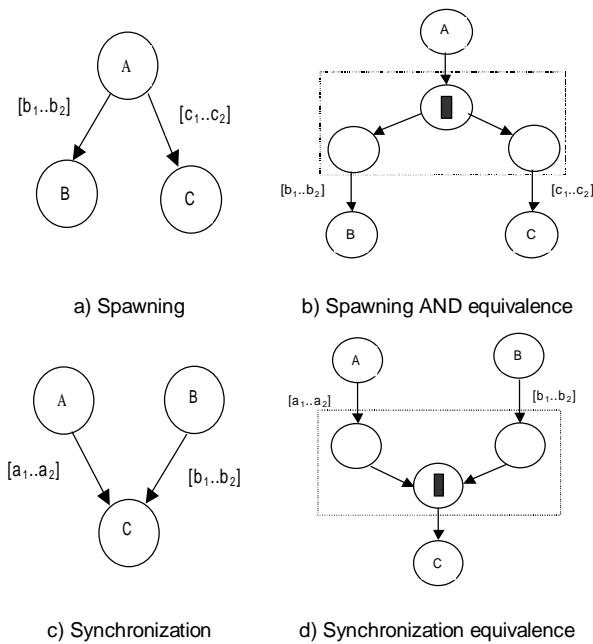 A
A
[b₁..b₂]
[c₁..c₂]
B
C
[b₁..b₂]
[c₁..c₂]
B
C
a) Spawning
b) Spawning AND equivalence
A
B
A
B
[a₁..a₂]
[b₁..b₂]
[a₁..a₂]
[b₁..b₂]
C
C
c) Synchronization
d) Synchronization equivalence